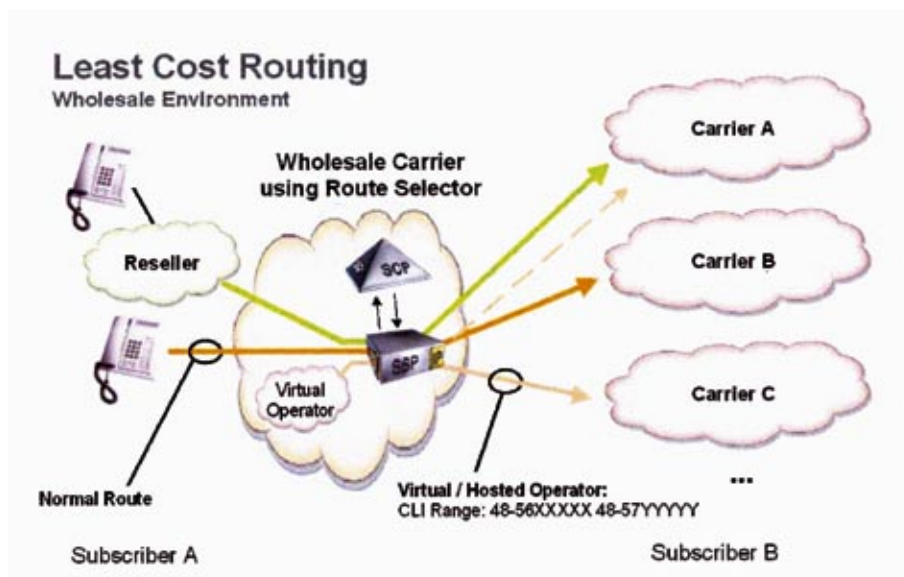 Least Cost Routing
Wholesale Environment
Wholesale Carrier
using Route Selector
Carrier A
Reseller
SCP
Carrier B
SSP
Virtual
Operator
Carrier C
...
Normal Route
Virtual / Hosted Operator:
CLI Range: 48-56XXXXX 48-57YYYYY
Subscriber A
Subscriber B